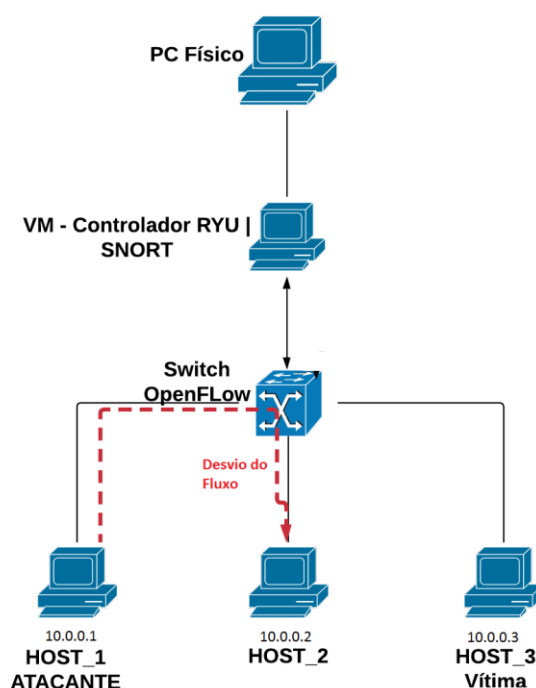 PC Físico
VM - Controlador RYU |
SNORT
Switch
OpenFLow
Desvio do
Fluxo
10.0.0.1
HOST_1
ATACANTE
10.0.0.2
HOST_2
10.0.0.3
HOST_3
Vítima